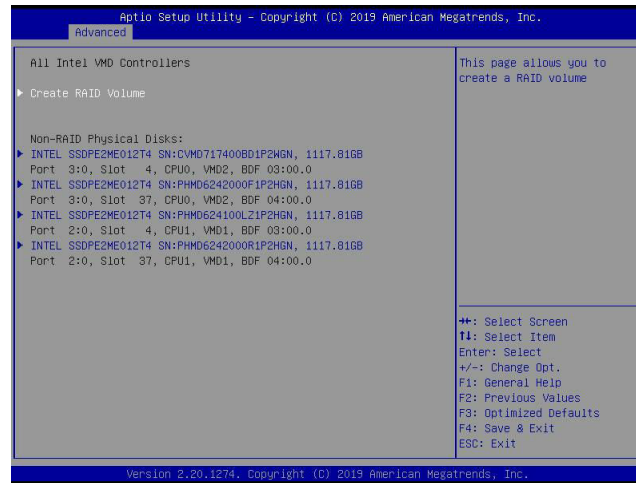 Aptio Setup Utility – Copyright (C) 2019 American Megatrends, Inc.
Advanced
All Intel VMD Controllers
Create RAID Volume
Non-RAID Physical Disks:
INTEL SSDPE2ME012T4 SN:CVMD717400BD1P2WGN, 1117.81GB
Port 3:0, Slot 4, CPU0, VMD2, BDF 03:00.0
INTEL SSDPE2ME012T4 SN:PHMD6242000F1P2HGN, 1117.81GB
Port 3:0, Slot 37, CPU0, VMD2, BDF 04:00.0
INTEL SSDPE2ME012T4 SN:PHMD624100LZ1P2HGN, 1117.81GB
Port 2:0, Slot 4, CPU1, VMD1, BDF 03:00.0
INTEL SSDPE2ME012T4 SN:PHMD6242000R1P2HGN, 1117.81GB
Port 2:0, Slot 37, CPU1, VMD1, BDF 04:00.0
This page allows you to
create a RAID volume
→←: Select Screen
↑↓: Select Item
Enter: Select
+/-: Change Opt.
F1: General Help
F2: Previous Values
F3: Optimized Defaults
F4: Save & Exit
ESC: Exit
Version 2.20.1274. Copyright (C) 2019 American Megatrends, Inc.